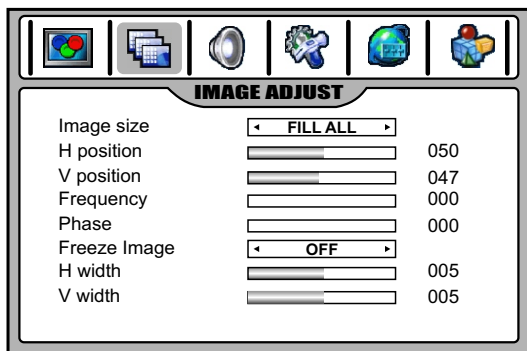 IMAGE ADJUST
Image size FILL ALL
H position 050
V position 047
Frequency 000
Phase 000
Freeze Image OFF
H width 005
V width 005